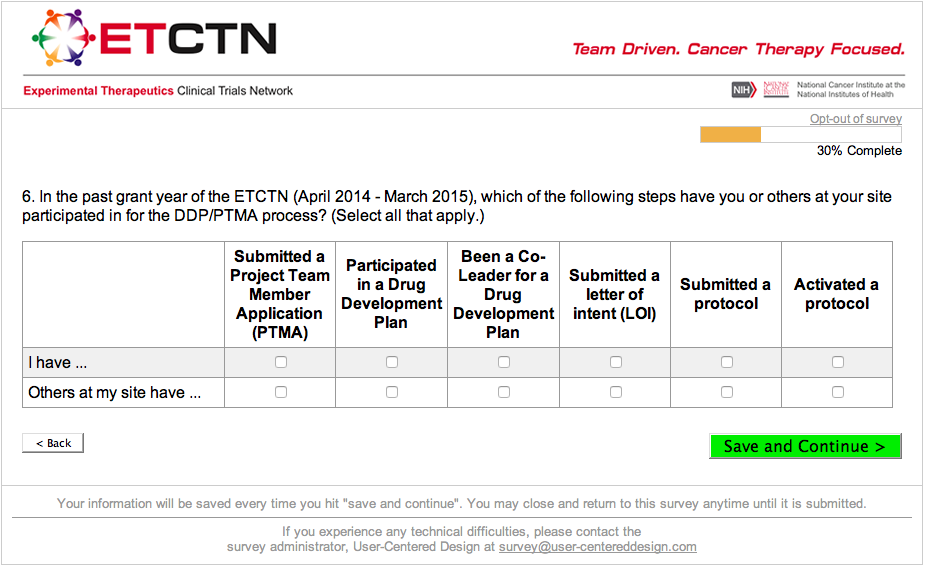 ETCTN
Team Driven. Cancer Therapy Focused.
Experimental Therapeutics Clinical Trials Network
NIH NATIONAL CANCER INSTITUTE National Cancer Institute at the
National Institutes of Health
Opt-out of survey
30% Complete
6. In the past grant year of the ETCTN (April 2014 - March 2015), which of the following steps have you or others at your site
participated in for the DDP/PTMA process? (Select all that apply.)
Submitted a
Project Team
Member
Application
(PTMA)
Participated
in a Drug
Development
Plan
Been a Co-
Leader for a
Drug
Development
Plan
Submitted a
letter of
intent (LOI)
Submitted a
protocol
Activated a
protocol
I have ...
Others at my site have ...
< Back
Save and Continue >
Your information will be saved every time you hit "save and continue". You may close and return to this survey anytime until it is submitted.
If you experience any technical difficulties, please contact the
survey administrator, User-Centered Design at survey@user-centereddesign.com